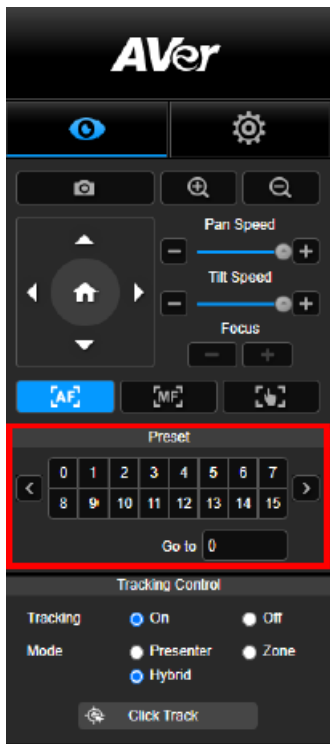 AVer
Pan Speed
Tilt Speed
Focus
AF MF
Preset
0 1 2 3 4 5 6 7
8 9 10 11 12 13 14 15
Go to 0
Tracking Control
Tracking On Off
Mode Presenter Zone
Hybrid
Click Track